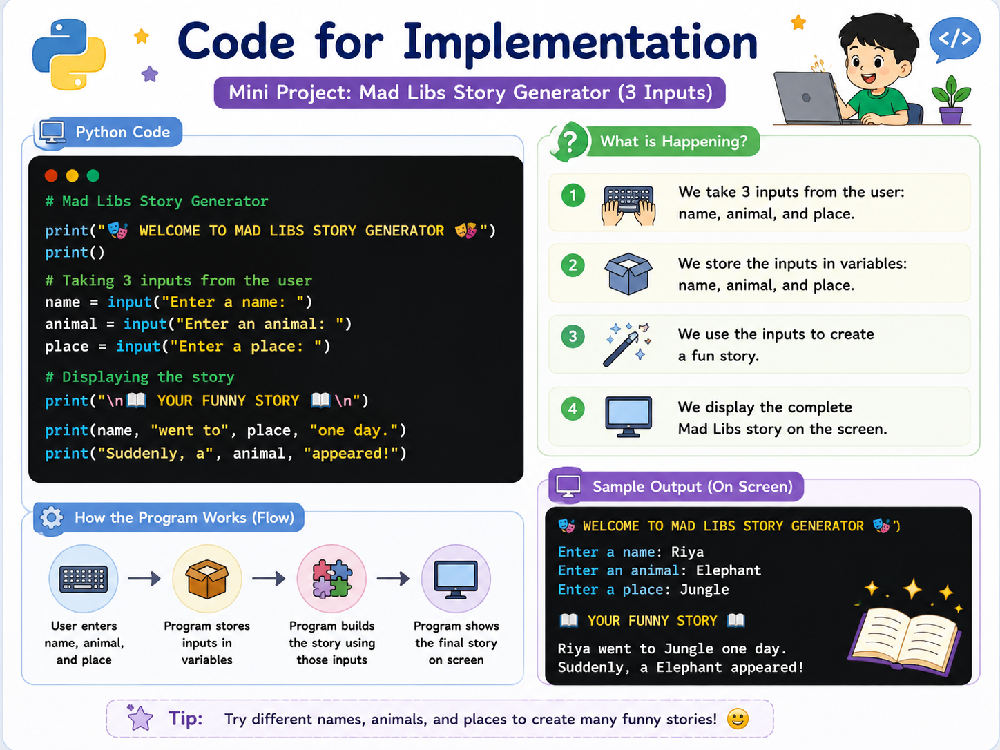 Code for Implementation
</>
Mini Project: Mad Libs Story Generator (3 Inputs)
Python Code
# Mad Libs Story Generator
print("🎭 WELCOME TO MAD LIBS STORY GENERATOR 🎭")
print()
# Taking 3 inputs from the user
name = input("Enter a name: ")
animal = input("Enter an animal: ")
place = input("Enter a place: ")
# Displaying the story
print("\n📖 YOUR FUNNY STORY 📖\n")
print(name, "went to", place, "one day.")
print("Suddenly, a", animal, "appeared!")
? What is Happening?
1 We take 3 inputs from the user:
name, animal, and place.
2 We store the inputs in variables:
name, animal, and place.
3 We use the inputs to create
a fun story.
4 We display the complete
Mad Libs story on the screen.
How the Program Works (Flow)
User enters
name, animal,
and place
Program stores
inputs in
variables
Program builds
the story using
those inputs
Program shows
the final story
on screen
Sample Output (On Screen)
🎭 WELCOME TO MAD LIBS STORY GENERATOR 🎭")
Enter a name: Riya
Enter an animal: Elephant
Enter a place: Jungle
📖 YOUR FUNNY STORY 📖
Riya went to Jungle one day.
Suddenly, a Elephant appeared!
Tip: Try different names, animals, and places to create many funny stories! 😀